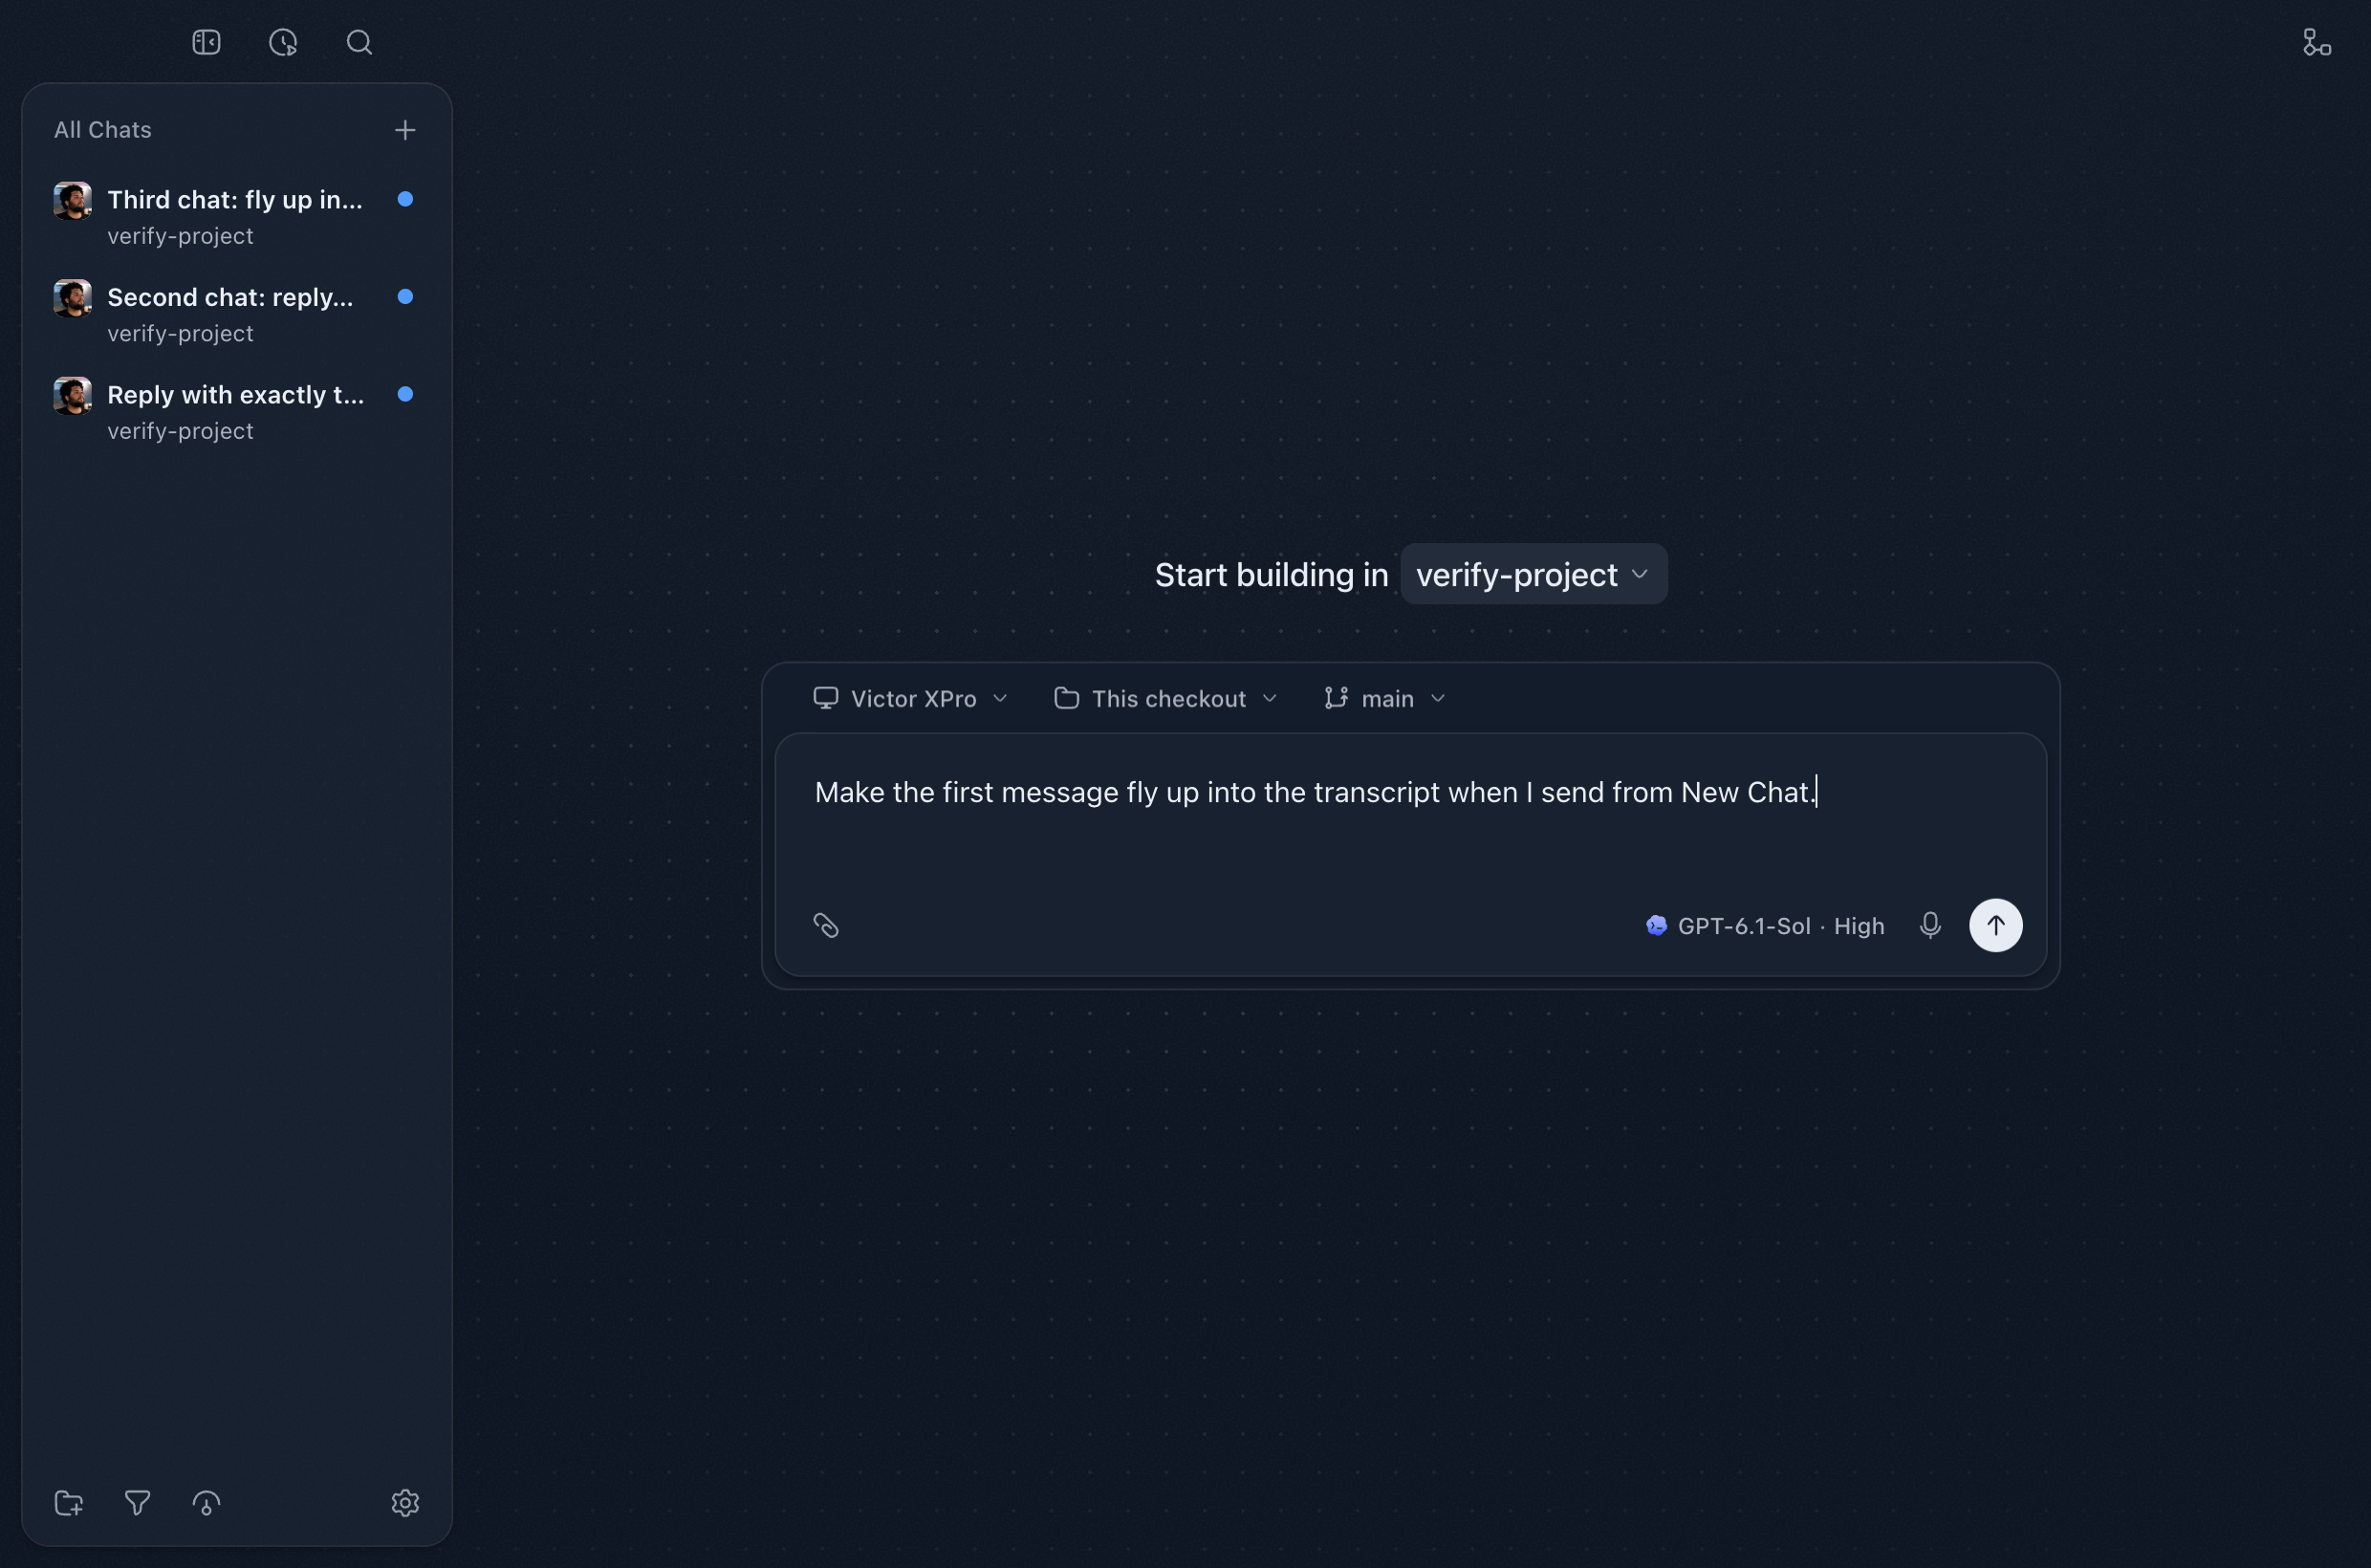 All Chats
Third chat: fly up in...
verify-project
Second chat: reply...
verify-project
Reply with exactly t...
verify-project
Start building in verify-project
Victor XPro This checkout main
Make the first message fly up into the transcript when I send from New Chat.
GPT-6.1-Sol · High